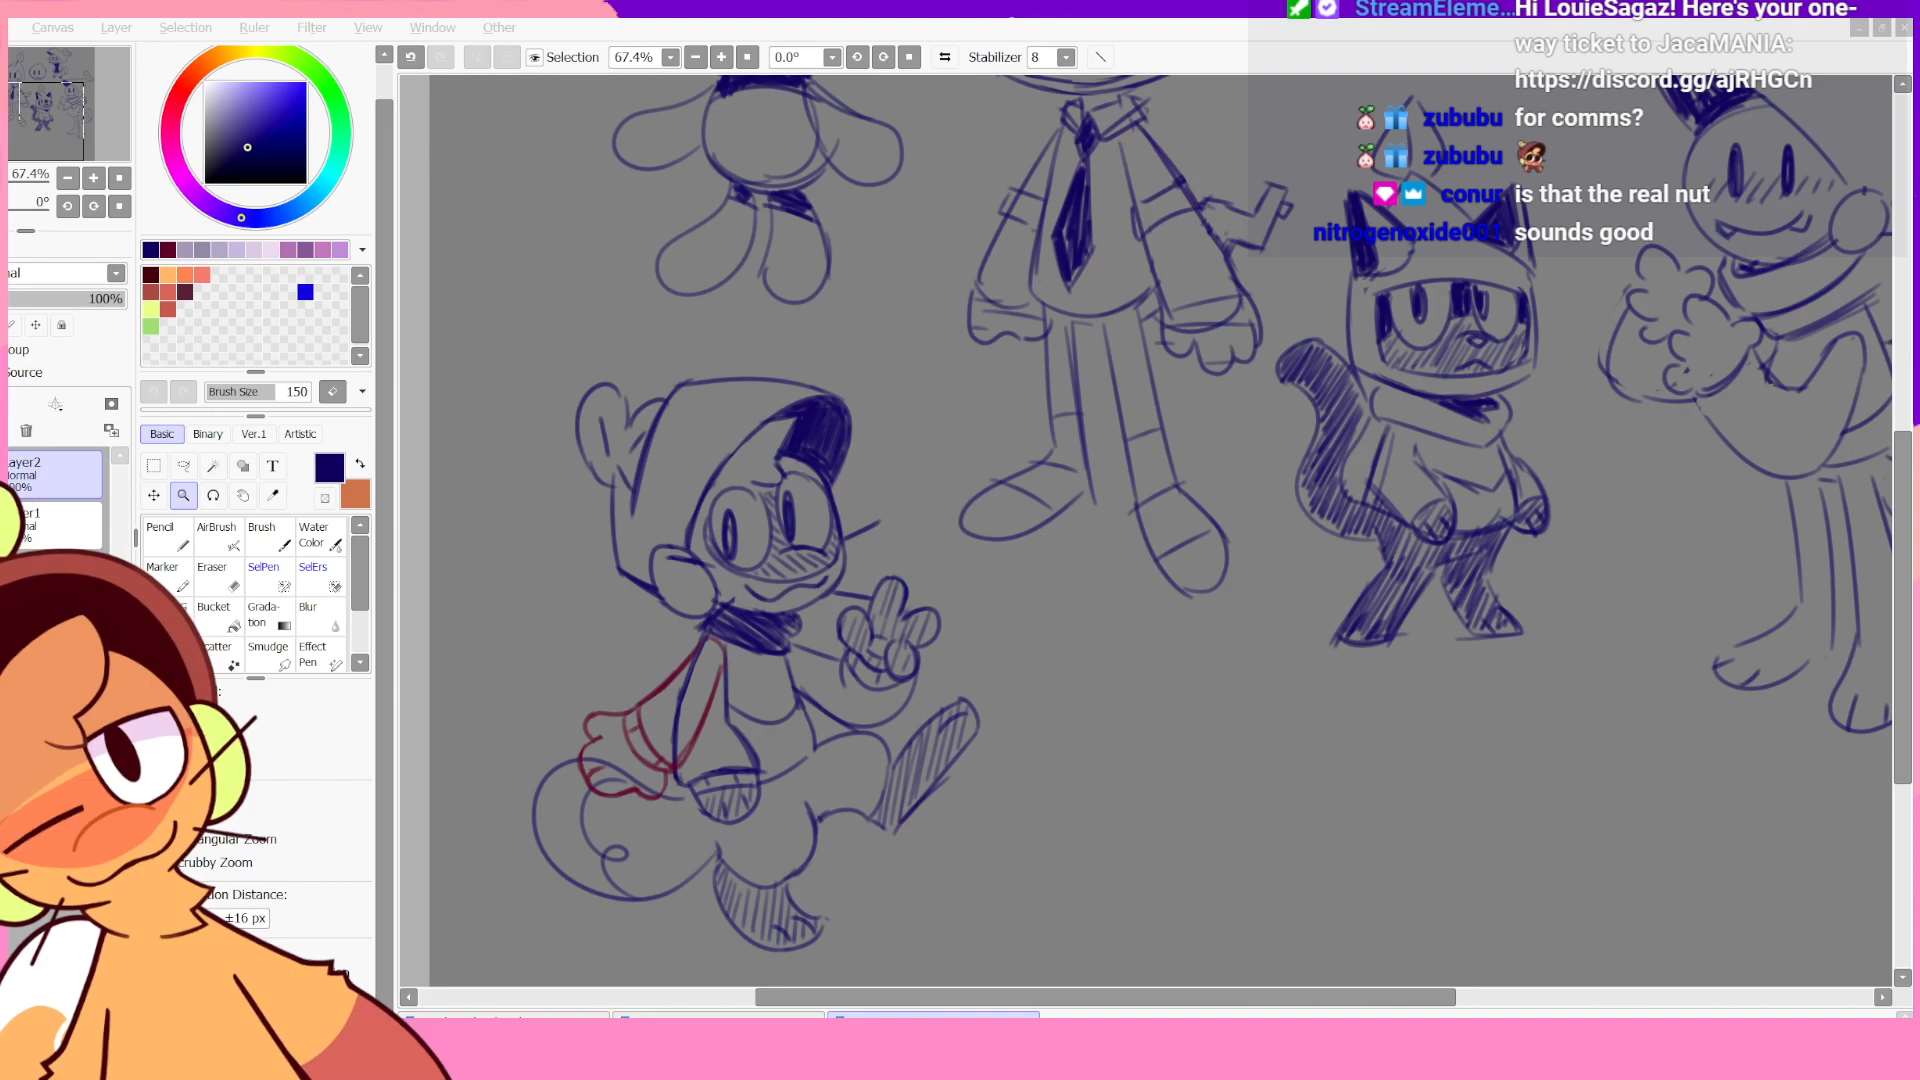 Canvas Layer Selection Ruler Filter View Window Other
StreamEleme... Hi LouieSagaz! Here's your one-
way ticket to JacaMANIA:
https://discord.gg/ajRHGCn
zububu for comms?
zububu
conur is that the real nut
nitrogenoxide001 sounds good
Selection 67.4% 0.0° Stabilizer 8
67.4%
0°
100%
Brush Size 150
Basic Binary Ver.1 Artistic
T
Pencil AirBrush Brush Water Color
Marker Eraser SelPen SelErs
Bucket Grada-tion Blur
Smudge Effect Pen
crubby Zoom
±16 px